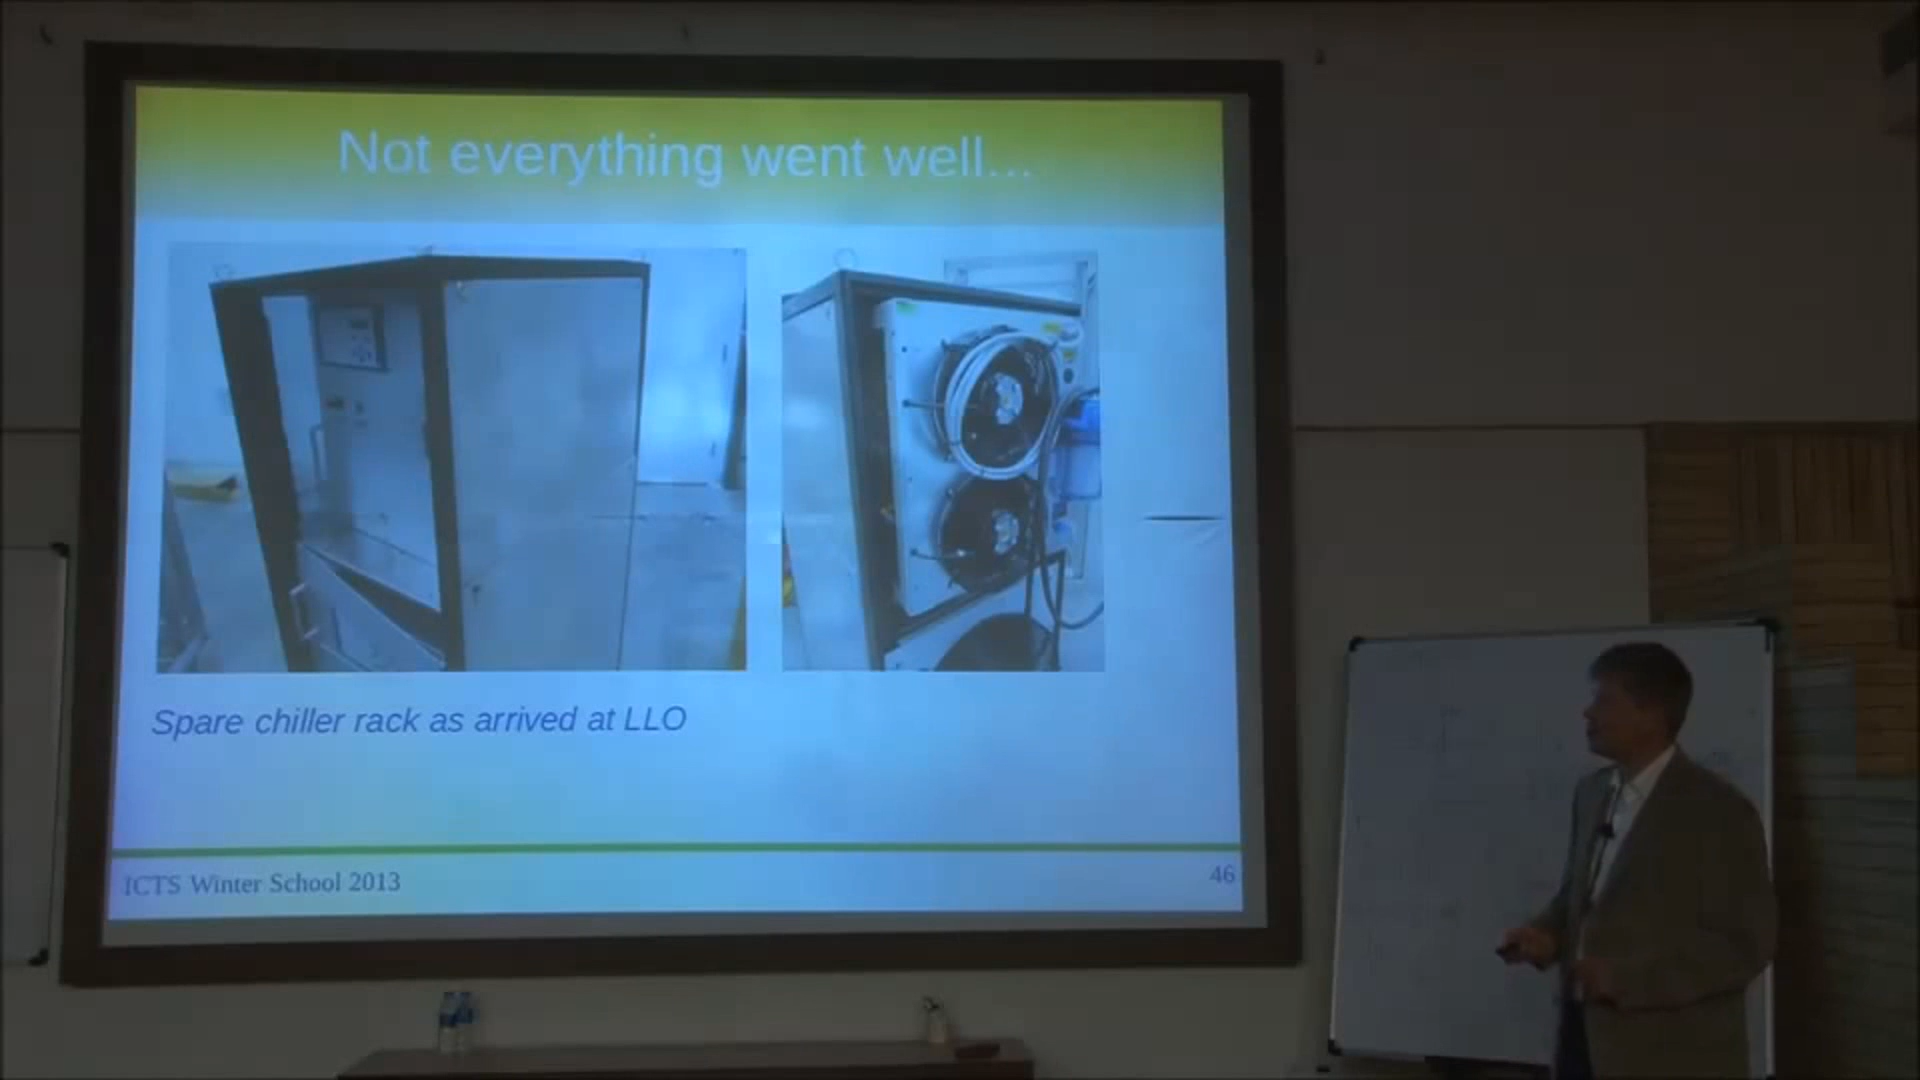 Not everything went well...
Spare chiller rack as arrived at LLO
ICTS Winter School 2013
46